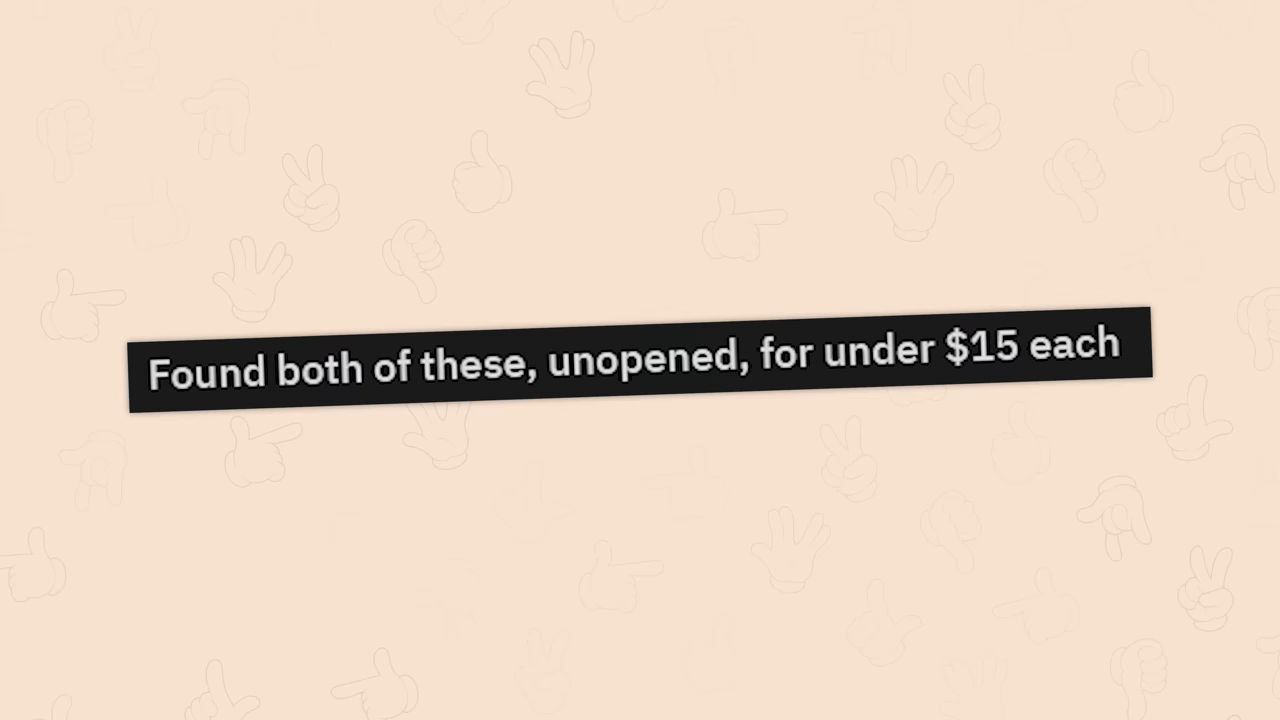 Found both of these, unopened, for under $15 each